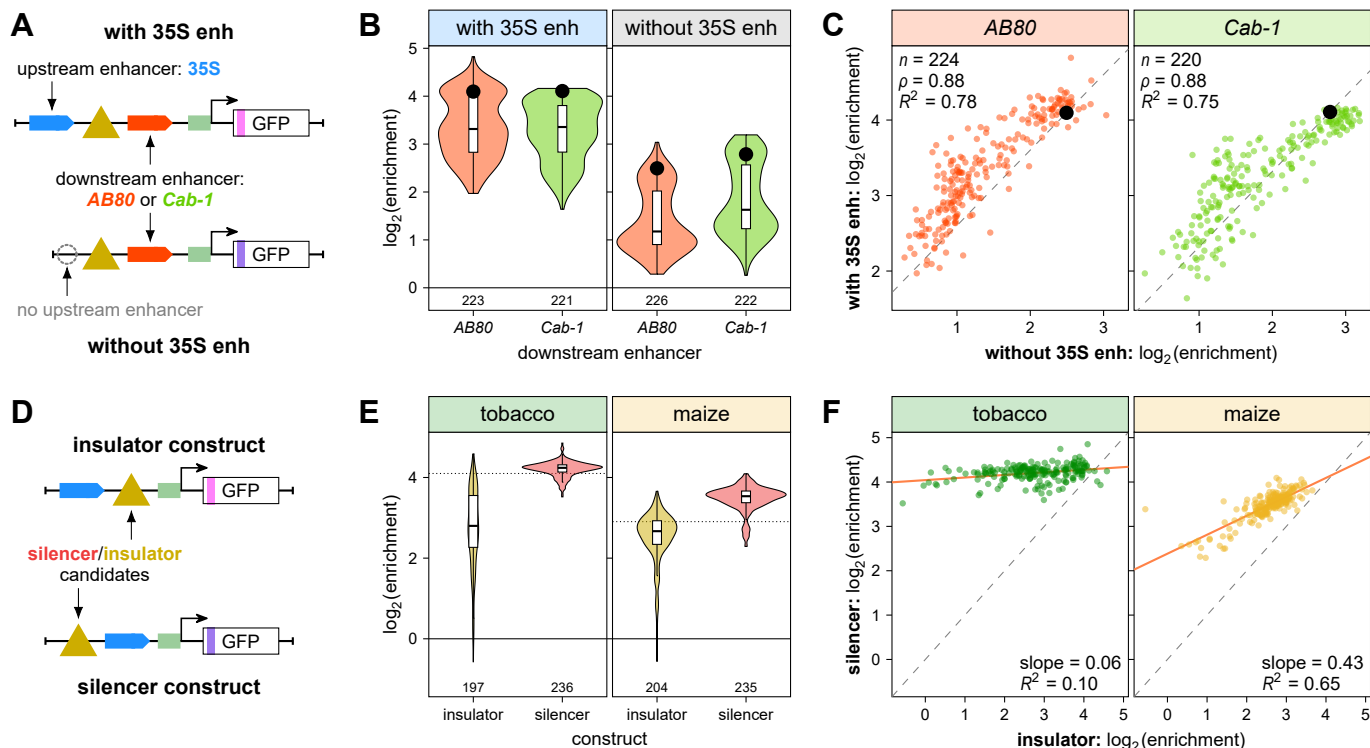 A
with 35S enh
upstream enhancer: 35S
GFP
downstream enhancer:
AB80 or Cab-1
GFP
no upstream enhancer
without 35S enh
B
with 35S enh
without 35S enh
log2(enrichment)
5
4
3
2
1
0
223
221
226
222
AB80
Cab-1
AB80
Cab-1
downstream enhancer
C
AB80
Cab-1
with 35S enh: log2(enrichment)
n = 224
ρ = 0.88
R2 = 0.78
n = 220
ρ = 0.88
R2 = 0.75
5
4
3
2
1
2
3
1
2
3
without 35S enh: log2(enrichment)
D
insulator construct
GFP
silencer/insulator
candidates
GFP
silencer construct
E
tobacco
maize
log2(enrichment)
4
2
0
197
236
204
235
insulator
silencer
insulator
silencer
construct
F
tobacco
maize
silencer: log2(enrichment)
5
4
3
2
1
0
slope = 0.06
R2 = 0.10
slope = 0.43
R2 = 0.65
0
1
2
3
4
5
0
1
2
3
4
5
insulator: log2(enrichment)